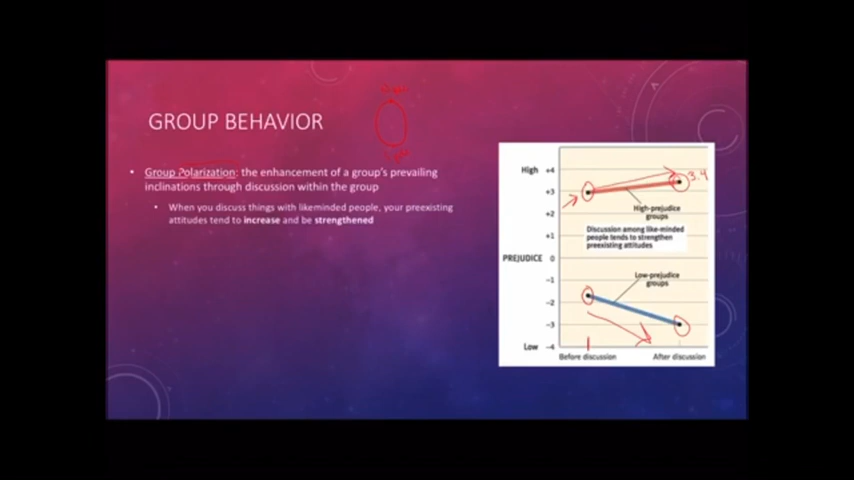 GROUP BEHAVIOR
• Group Polarization: the enhancement of a group's prevailing
inclinations through discussion within the group
• When you discuss things with likeminded people, your preexisting
attitudes tend to increase and be strengthened
High
+4
3.4
+3
High-prejudice
groups
+2
Discussion among like-minded
people tends to strengthen
preexisting attitudes
+1
PREJUDICE
0
Low-prejudice
groups
−1
−2
−3
Low
−4
Before discussion
After discussion